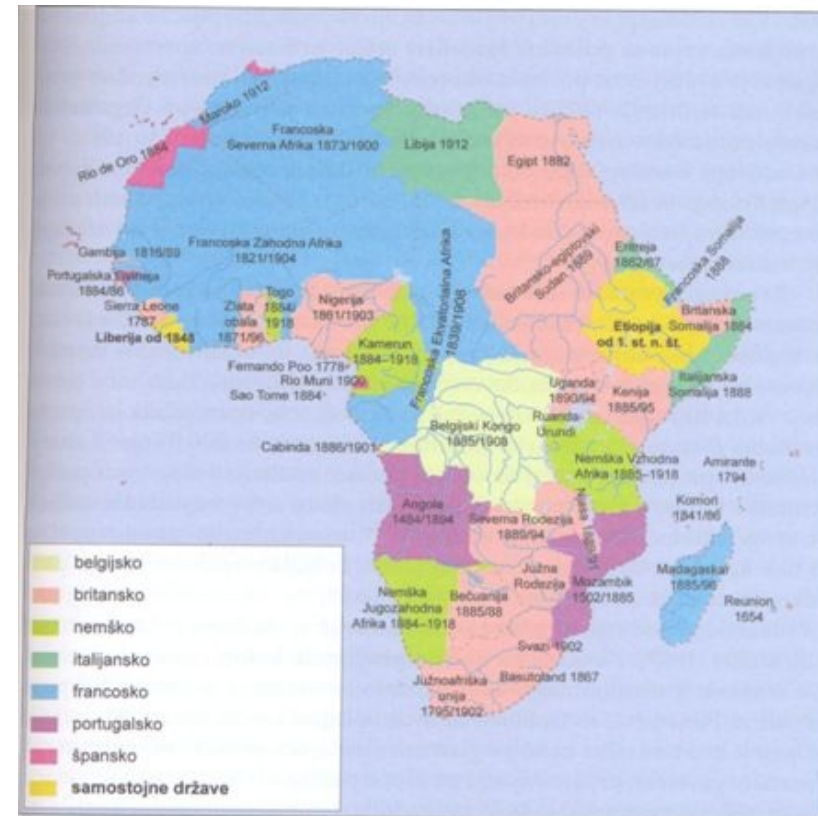 Maroko 1912
Francoska
Severna Afrika 1873/1900
Libija 1912
Egipt 1882
Rio de Oro 1884
Francoska Zahodna Afrika
1821/1904
Gambija 1816/89
Portugalska Gvineja
1884/86
Sierra Leone
1787
Liberija od 1848
Zlata
obala
1871/96
Togo
1884/
1918
Nigerija
1861/1903
Kamerun
1884–1918
Francoska Ekvatorialna Afrika
1839/1908
Britansko-egiptovski
Sudan 1889
Eritreja
1882/87
Francoska Somalija
1888
Britanska
Somalija 1884
Etiopija
od 1. st. n. št.
Italijanska
Somalija 1888
Fernando Poo 1778
Rio Muni 1900
Sao Tome 1884
Cabinda 1886/1901
Belgijski Kongo
1885/1908
Uganda
1890/94
Ruanda-
Urundi
Kenija
1885/95
Nemška Vzhodna
Afrika 1885–1918
Amirante
1794
Komori
1841/86
Angola
1484/1894
Severna Rodezija
1889/94
Njasa
Južna
Rodezija
Mozambik
1502/1885
Madagaskar
1885/96
Reunion
1654
Nemška
Jugozahodna
Afrika 1884–1918
Bečuanija
1885/88
Svazi 1902
Basutoland 1867
Južnoafriška
unija
1795/1902
belgijsko
britansko
nemško
italijansko
francosko
portugalsko
špansko
samostojne države